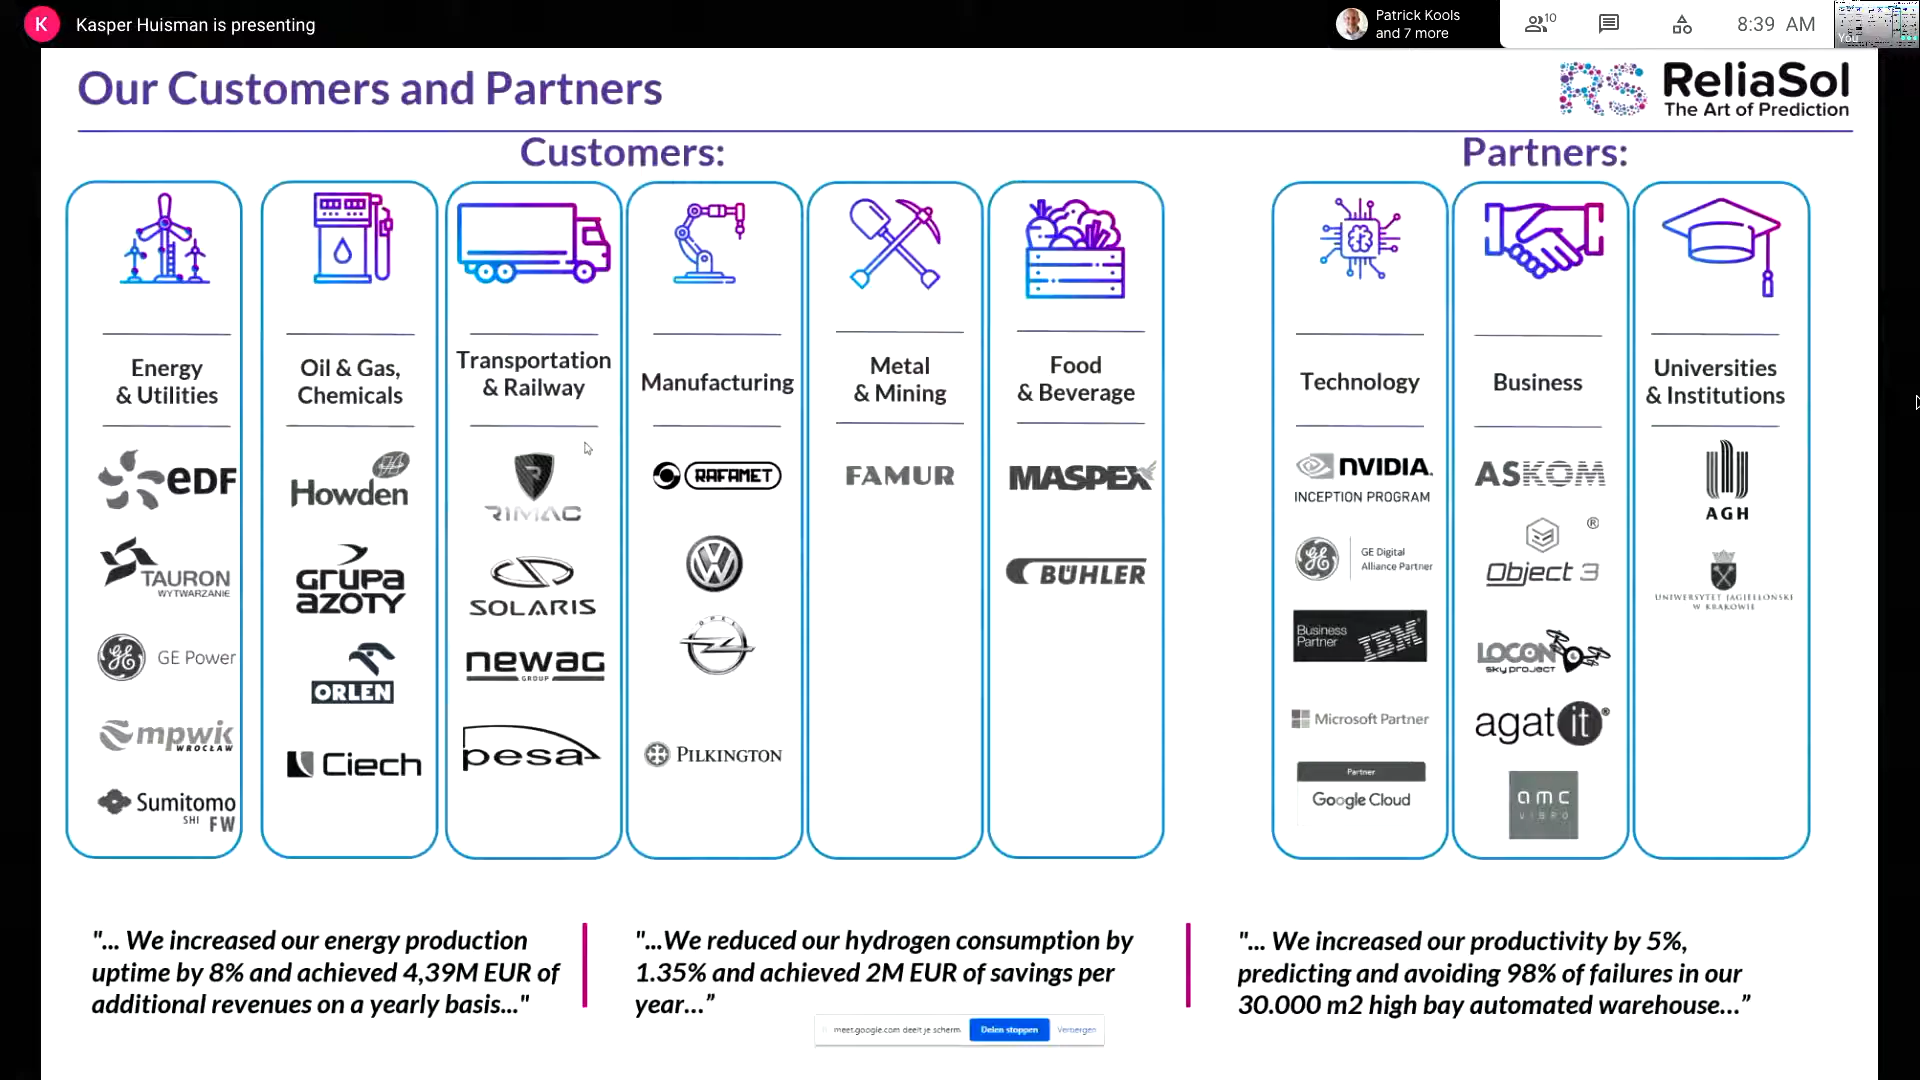 K Kasper Huisman is presenting
Patrick Kools
and 7 more
10
8:39 AM
You
Our Customers and Partners
RS ReliaSol
The Art of Prediction
Customers:
Partners:
Energy
& Utilities
Oil & Gas,
Chemicals
Transportation
& Railway
Manufacturing
Metal
& Mining
Food
& Beverage
Technology
Business
Universities
& Institutions
eDF
TAURON
WYTWARZANIE
GE Power
mpwik
WROCŁAW
Sumitomo
SHI FW
Howden
GRUPA
AZOTY
ORLEN
Ciech
R
RIMAC
SOLARIS
newag
GROUP
pesa
RAFAMET
VW
OPEL
PILKINGTON
FAMUR
MASPEX
BÜHLER
NVIDIA.
INCEPTION PROGRAM
GE Digital
Alliance Partner
Business
Partner
IBM
Microsoft Partner
Partner
Google Cloud
ASKOM
®
Object 3
LOCON
sky project
agat it®
amc
VIBRO
AGH
UNIWERSYTET JAGIELLOŃSKI
W KRAKOWIE
"... We increased our energy production
uptime by 8% and achieved 4,39M EUR of
additional revenues on a yearly basis..."
"...We reduced our hydrogen consumption by
1.35% and achieved 2M EUR of savings per
year...”
"... We increased our productivity by 5%,
predicting and avoiding 98% of failures in our
30.000 m2 high bay automated warehouse...”
meet.google.com deelt je scherm.
Delen stoppen
Verbergen